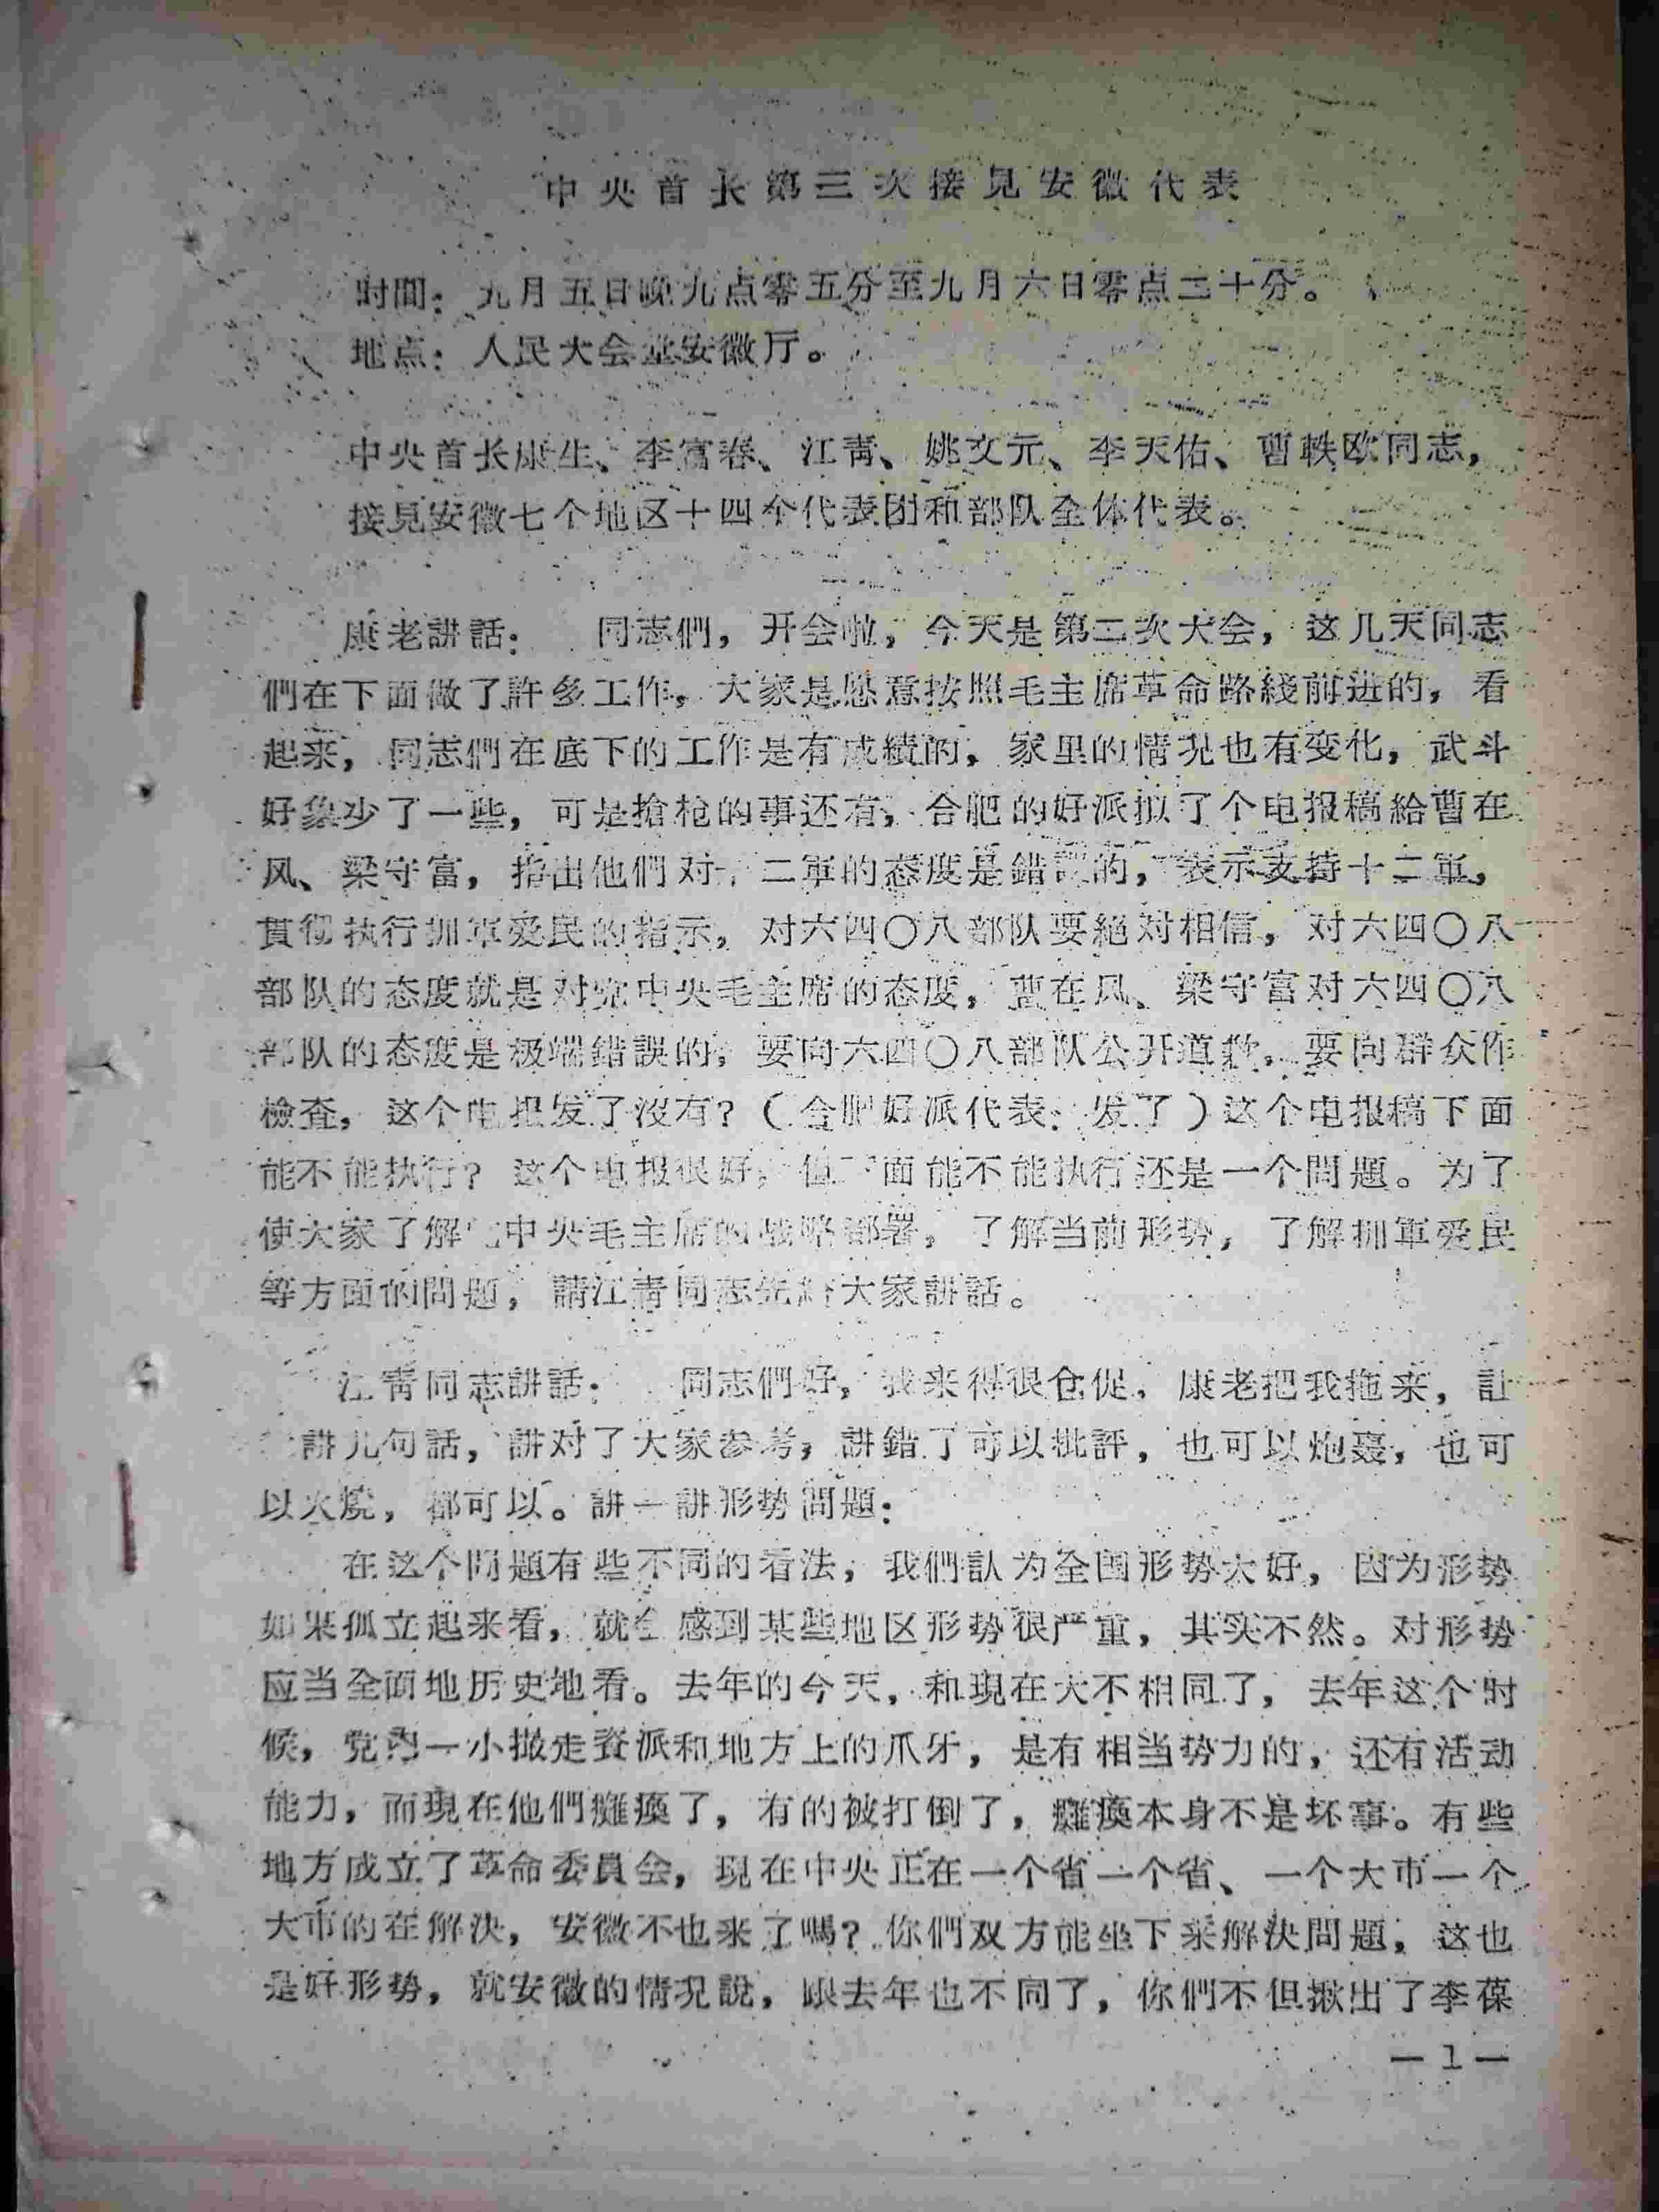 中央首长第三次接見安徽代表
时間：九月五日晚九点零五分至九月六日零点二十分。
地点：人民大会堂安徽厅。
中央首长康生、李富春、江青、姚文元、李天佑、曹軼欧同志，
接見安徽七个地区十四个代表团和部队全体代表。
康老讲話：同志們，开会啦，今天是第二次大会，这几天同志
們在下面做了許多工作，大家是愿意按照毛主席革命路綫前进的，看
起来，同志們在底下的工作是有成績的，家里的情况也有变化，武斗
好象少了一些，可是搶枪的事还有，合肥的好派拟了个电报稿給曹在
风、梁守富，指出他們对十二軍的态度是錯誤的，表示支持十二軍，
貫彻执行拥軍爱民的指示，对六四〇八部队要絕对相信，对六四〇八
部队的态度就是对党中央毛主席的态度，曹在风、梁守富对六四〇八
部队的态度是极端錯誤的，要向六四〇八部队公开道歉，要向群众作
檢查，这个电报发了没有？（合肥好派代表：发了）这个电报稿下面
能不能执行？这个电报很好，但下面能不能执行还是一个問題。为了
使大家了解中央毛主席的战略部署，了解当前形势，了解拥軍爱民
等方面的問題，請江青同志先給大家讲話。
江青同志讲話：同志們好，我来得很仓促，康老把我拖来，让
讲几句話，讲对了大家参考，讲錯了可以批評，也可以炮轰，也可
以火燒，都可以。讲一讲形势問題：
在这个問題有些不同的看法，我們認为全国形势大好，因为形势
如果孤立起来看，就会感到某些地区形势很严重，其实不然。对形势
应当全面地历史地看。去年的今天，和現在大不相同了，去年这个时
候，党內一小撮走資派和地方上的爪牙，是有相当势力的，还有活动
能力，而現在他們癱瘓了，有的被打倒了，癱瘓本身不是坏事。有些
地方成立了革命委員会，現在中央正在一个省一个省、一个大市一个
大市的在解决，安徽不也来了嗎？你們双方能坐下来解决問題，这也
是好形势，就安徽的情况說，跟去年也不同了，你們不但揪出了李葆
—1—